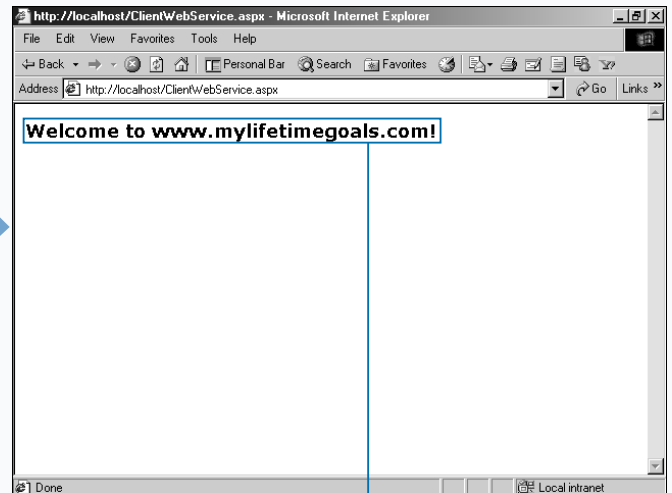 http://localhost/ClientWebService.aspx - Microsoft Internet Explorer
File Edit View Favorites Tools Help
Back Personal Bar Search Favorites
Address http://localhost/ClientWebService.aspx Go Links »
Welcome to www.mylifetimegoals.com!
Done Local intranet